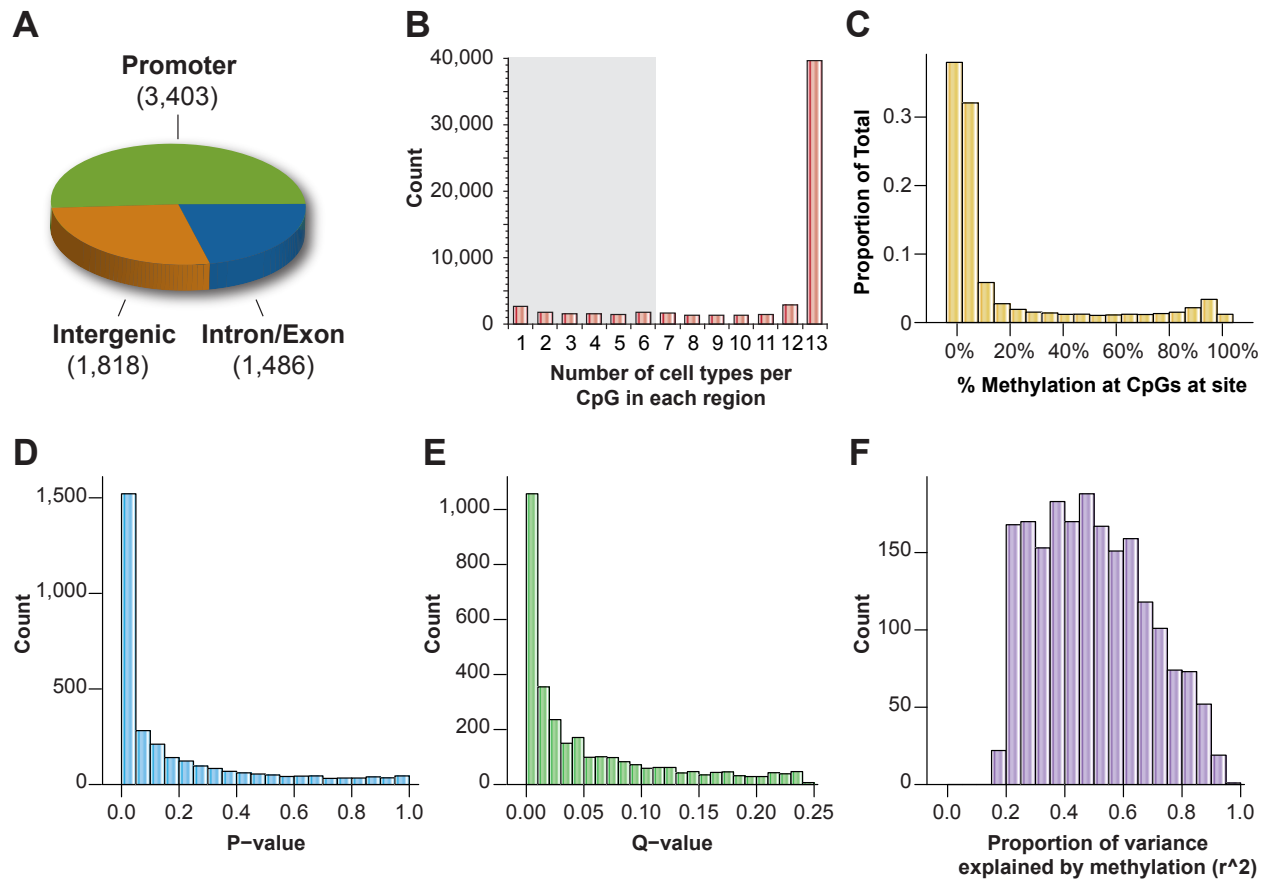 A
Promoter
(3,403)
Intergenic
(1,818)
Intron/Exon
(1,486)
B
40,000
30,000
20,000
10,000
0
Count
1 2 3 4 5 6 7 8 9 10 11 12 13
Number of cell types per
CpG in each region
C
0.3
0.2
0.1
0
Proportion of Total
0% 20% 40% 60% 80% 100%
% Methylation at CpGs at site
D
1,500
1,000
500
0
Count
0.0 0.2 0.4 0.6 0.8 1.0
P−value
E
1,000
800
600
400
200
0
Count
0.00 0.05 0.10 0.15 0.20 0.25
Q−value
F
150
100
50
0
Count
0.0 0.2 0.4 0.6 0.8 1.0
Proportion of variance
explained by methylation (r^2)